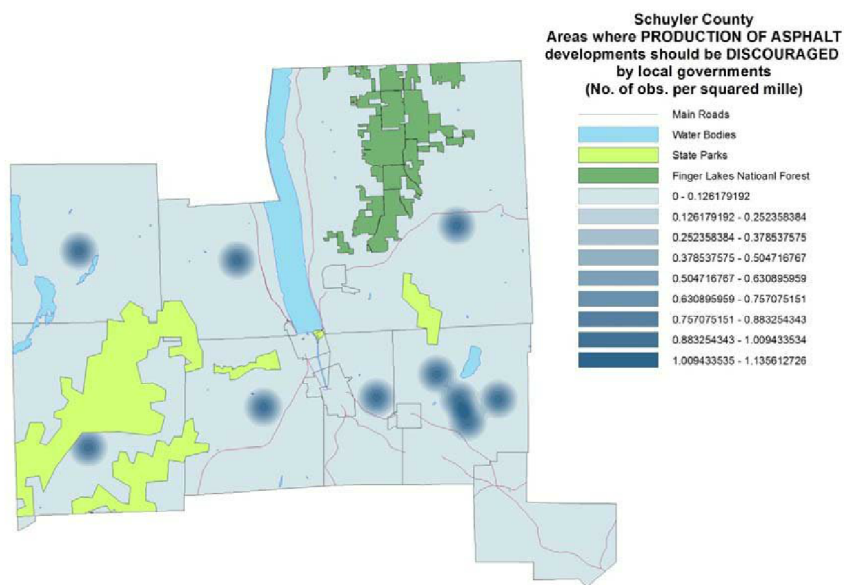 Schuyler County
Areas where PRODUCTION OF ASPHALT
developments should be DISCOURAGED
by local governments
(No. of obs. per squared mille)
Main Roads
Water Bodies
State Parks
Finger Lakes Natioanl Forest
0 - 0.126179192
0.126179192 - 0.252358384
0.252358384 - 0.378537575
0.378537575 - 0.504716767
0.504716767 - 0.630895959
0.630895959 - 0.757075151
0.757075151 - 0.883254343
0.883254343 - 1.009433534
1.009433535 - 1.135612726